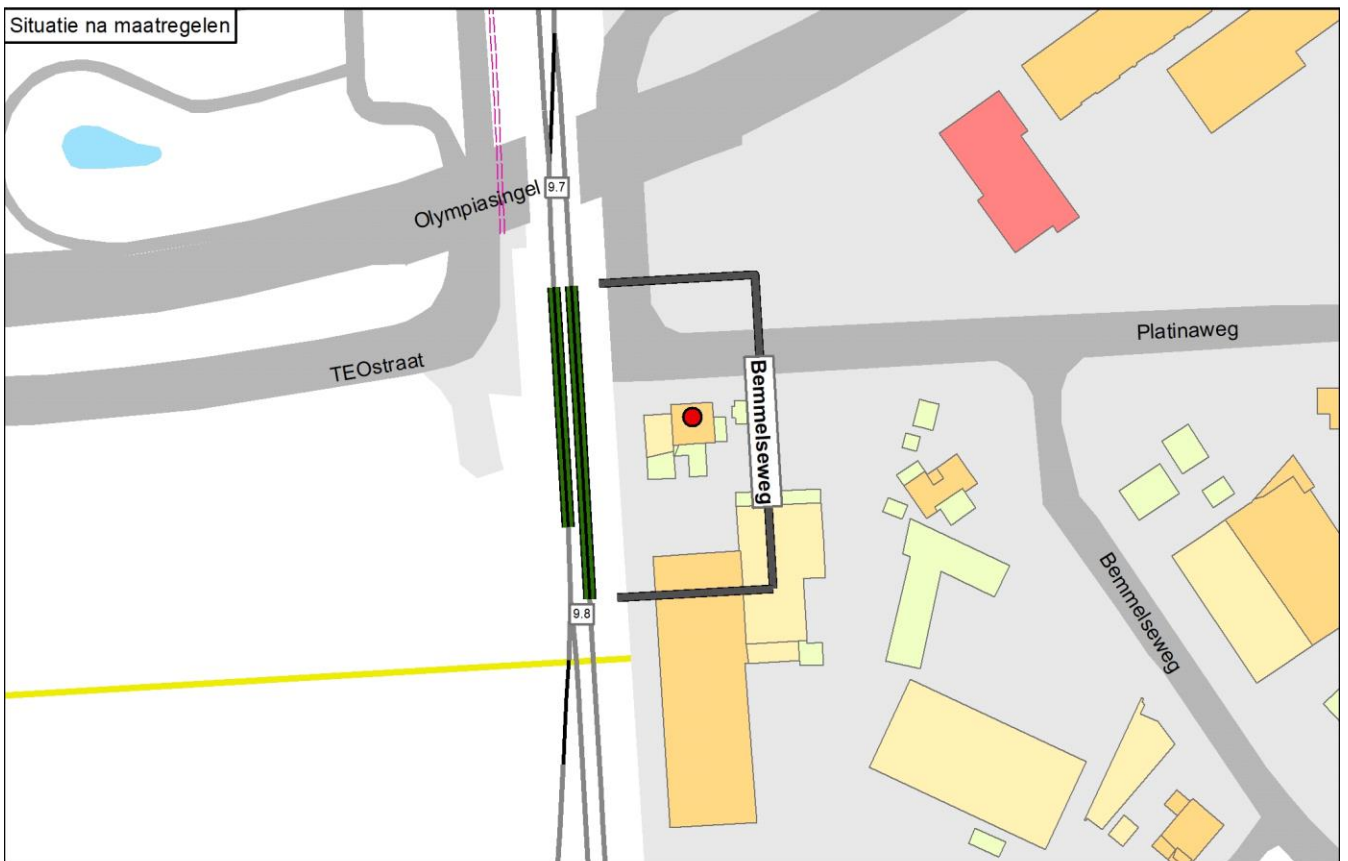 Situatie na maatregelen
9.7
Olympiasingel
Platinaweg
TEOstraat
Bemmelseweg
9.8
Bemmelseweg